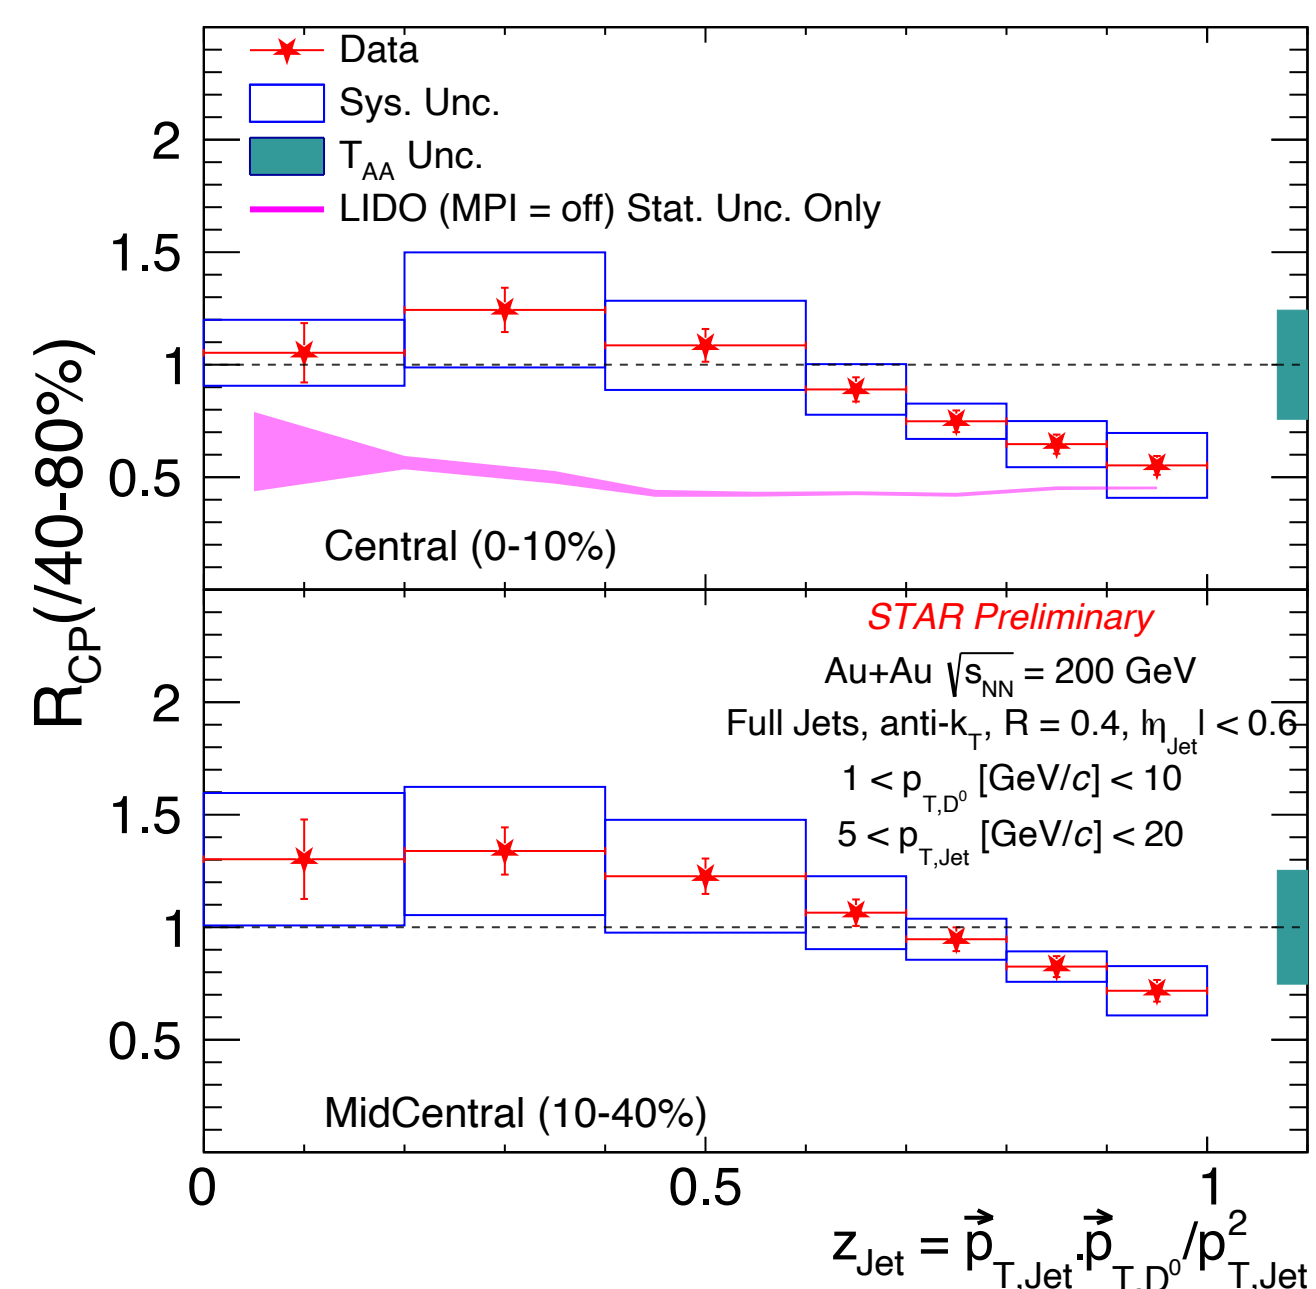 Data
Sys. Unc.
T_AA Unc.
LIDO (MPI = off) Stat. Unc. Only
2
1.5
1
0.5
Central (0-10%)
R_CP(/40-80%)
STAR Preliminary
Au+Au √s_NN = 200 GeV
Full Jets, anti-k_T, R = 0.4, |η_Jet| < 0.6
1 < p_T,D⁰ [GeV/c] < 10
5 < p_T,Jet [GeV/c] < 20
2
1.5
1
0.5
MidCentral (10-40%)
0 0.5 1
z_Jet = p⃗_T,Jet.p⃗_T,D⁰/p²_T,Jet